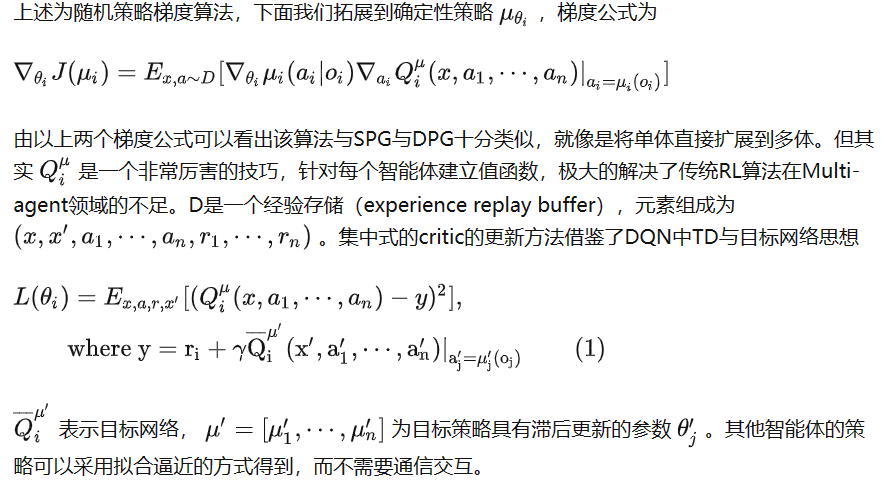 上述为随机策略梯度算法，下面我们拓展到确定性策略 $\mu_{\theta_i}$ ，梯度公式为
$\nabla_{\theta_i} J(\mu_i) = E_{x,a\sim D}[\nabla_{\theta_i}\mu_i(a_i|o_i)\nabla_{a_i}Q_i^{\mu}(x,a_1,\cdots,a_n)|_{a_i=\mu_i(o_i)}]$
由以上两个梯度公式可以看出该算法与SPG与DPG十分类似，就像是将单体直接扩展到多体。但其
实 $Q_i^{\mu}$ 是一个非常厉害的技巧，针对每个智能体建立值函数，极大的解决了传统RL算法在Multi-
agent领域的不足。D是一个经验存储（experience replay buffer），元素组成为
$(x,x',a_1,\cdots,a_n,r_1,\cdots,r_n)$ 。集中式的critic的更新方法借鉴了DQN中TD与目标网络思想
$L(\theta_i) = E_{x,a,r,x'}[(Q_i^{\mu}(x,a_1,\cdots,a_n)-y)^2],$
$\text{where } y = r_i + \gamma\overline{Q}_i^{\mu'}(x',a_1',\cdots,a_n')|_{a_j'=\mu_j'(o_j)} \quad (1)$
$\overline{Q}_i^{\mu'}$ 表示目标网络， $\mu' = [\mu_1',\cdots,\mu_n']$ 为目标策略具有滞后更新的参数 $\theta_j'$ 。其他智能体的策
略可以采用拟合逼近的方式得到，而不需要通信交互。